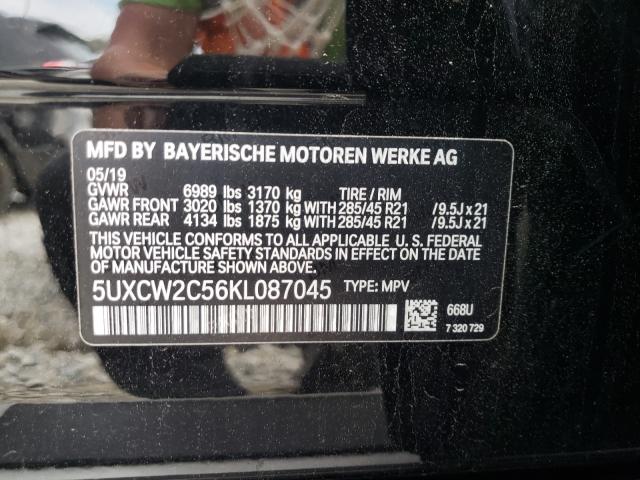 MFD BY BAYERISCHE MOTOREN WERKE AG
05/19
GVWR 6989 lbs 3170 kg TIRE / RIM
GAWR FRONT 3020 lbs 1370 kg WITH 285/45 R21 /9.5J x 21
GAWR REAR 4134 lbs 1875 kg WITH 285/45 R21 /9.5J x 21
THIS VEHICLE CONFORMS TO ALL APPLICABLE U. S. FEDERAL
MOTOR VEHICLE SAFETY STANDARDS IN EFFECT ON THE
DATE OF MANUFACTURE SHOWN ABOVE.
5UXCW2C56KL087045 TYPE: MPV
668U
7 320 729